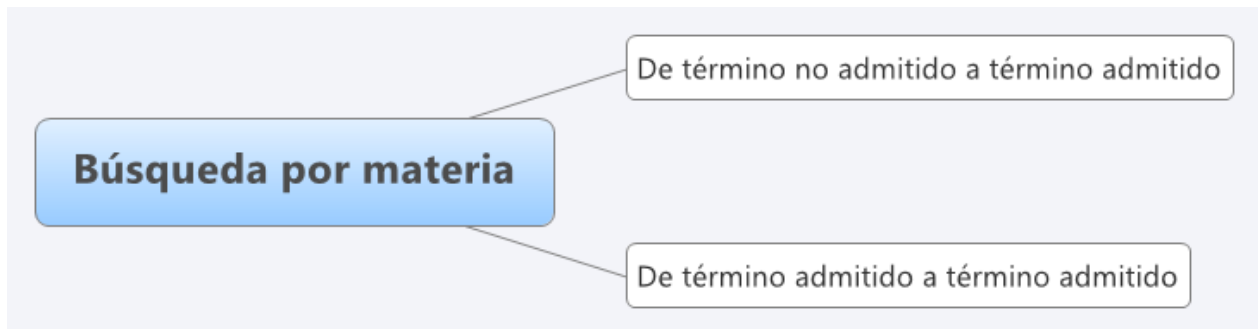 De término no admitido a término admitido
Búsqueda por materia
De término admitido a término admitido